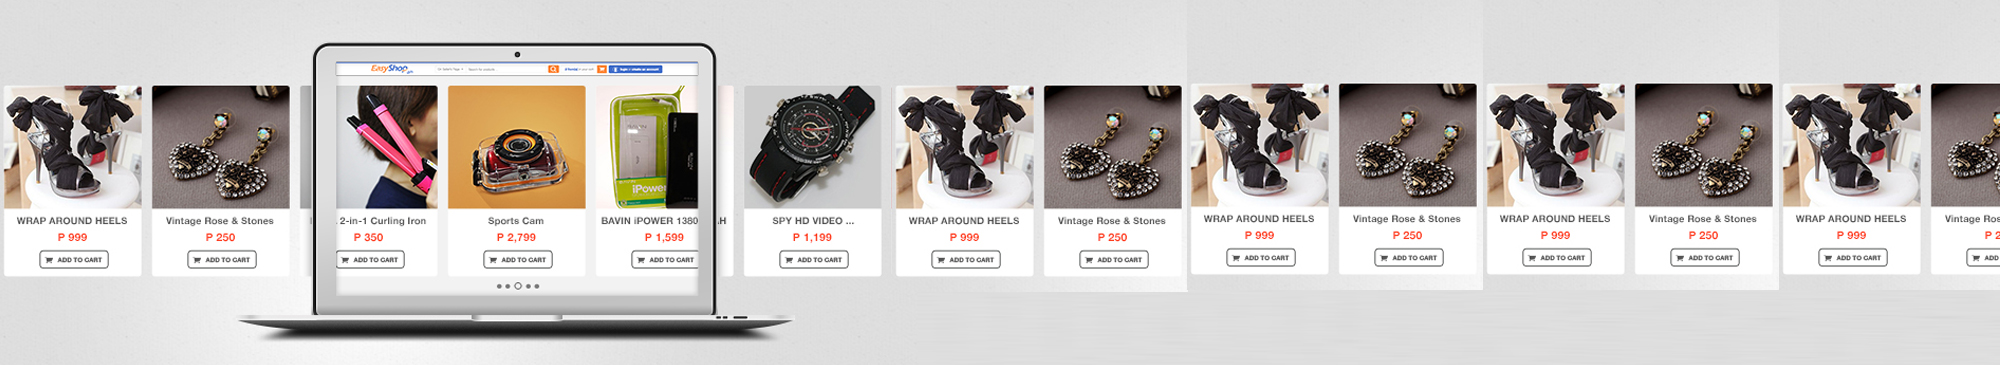 EasyShop.ph
WRAP AROUND HEELS
P 999
ADD TO CART
Vintage Rose & Stones
P 250
ADD TO CART
2-in-1 Curling Iron
P 350
ADD TO CART
Sports Cam
P 2,799
ADD TO CART
iPower
BAVIN iPOWER 1380 AH
P 1,599
ADD TO CART
SPY HD VIDEO ...
P 1,199
ADD TO CART
WRAP AROUND HEELS
P 999
ADD TO CART
Vintage Rose & Stones
P 250
ADD TO CART
WRAP AROUND HEELS
P 999
ADD TO CART
Vintage Rose & Stones
P 250
ADD TO CART
WRAP AROUND HEELS
P 999
ADD TO CART
Vintage Rose & Stones
P 250
ADD TO CART
WRAP AROUND HEELS
P 999
ADD TO CART
Vintage Ros
P 2
ADD